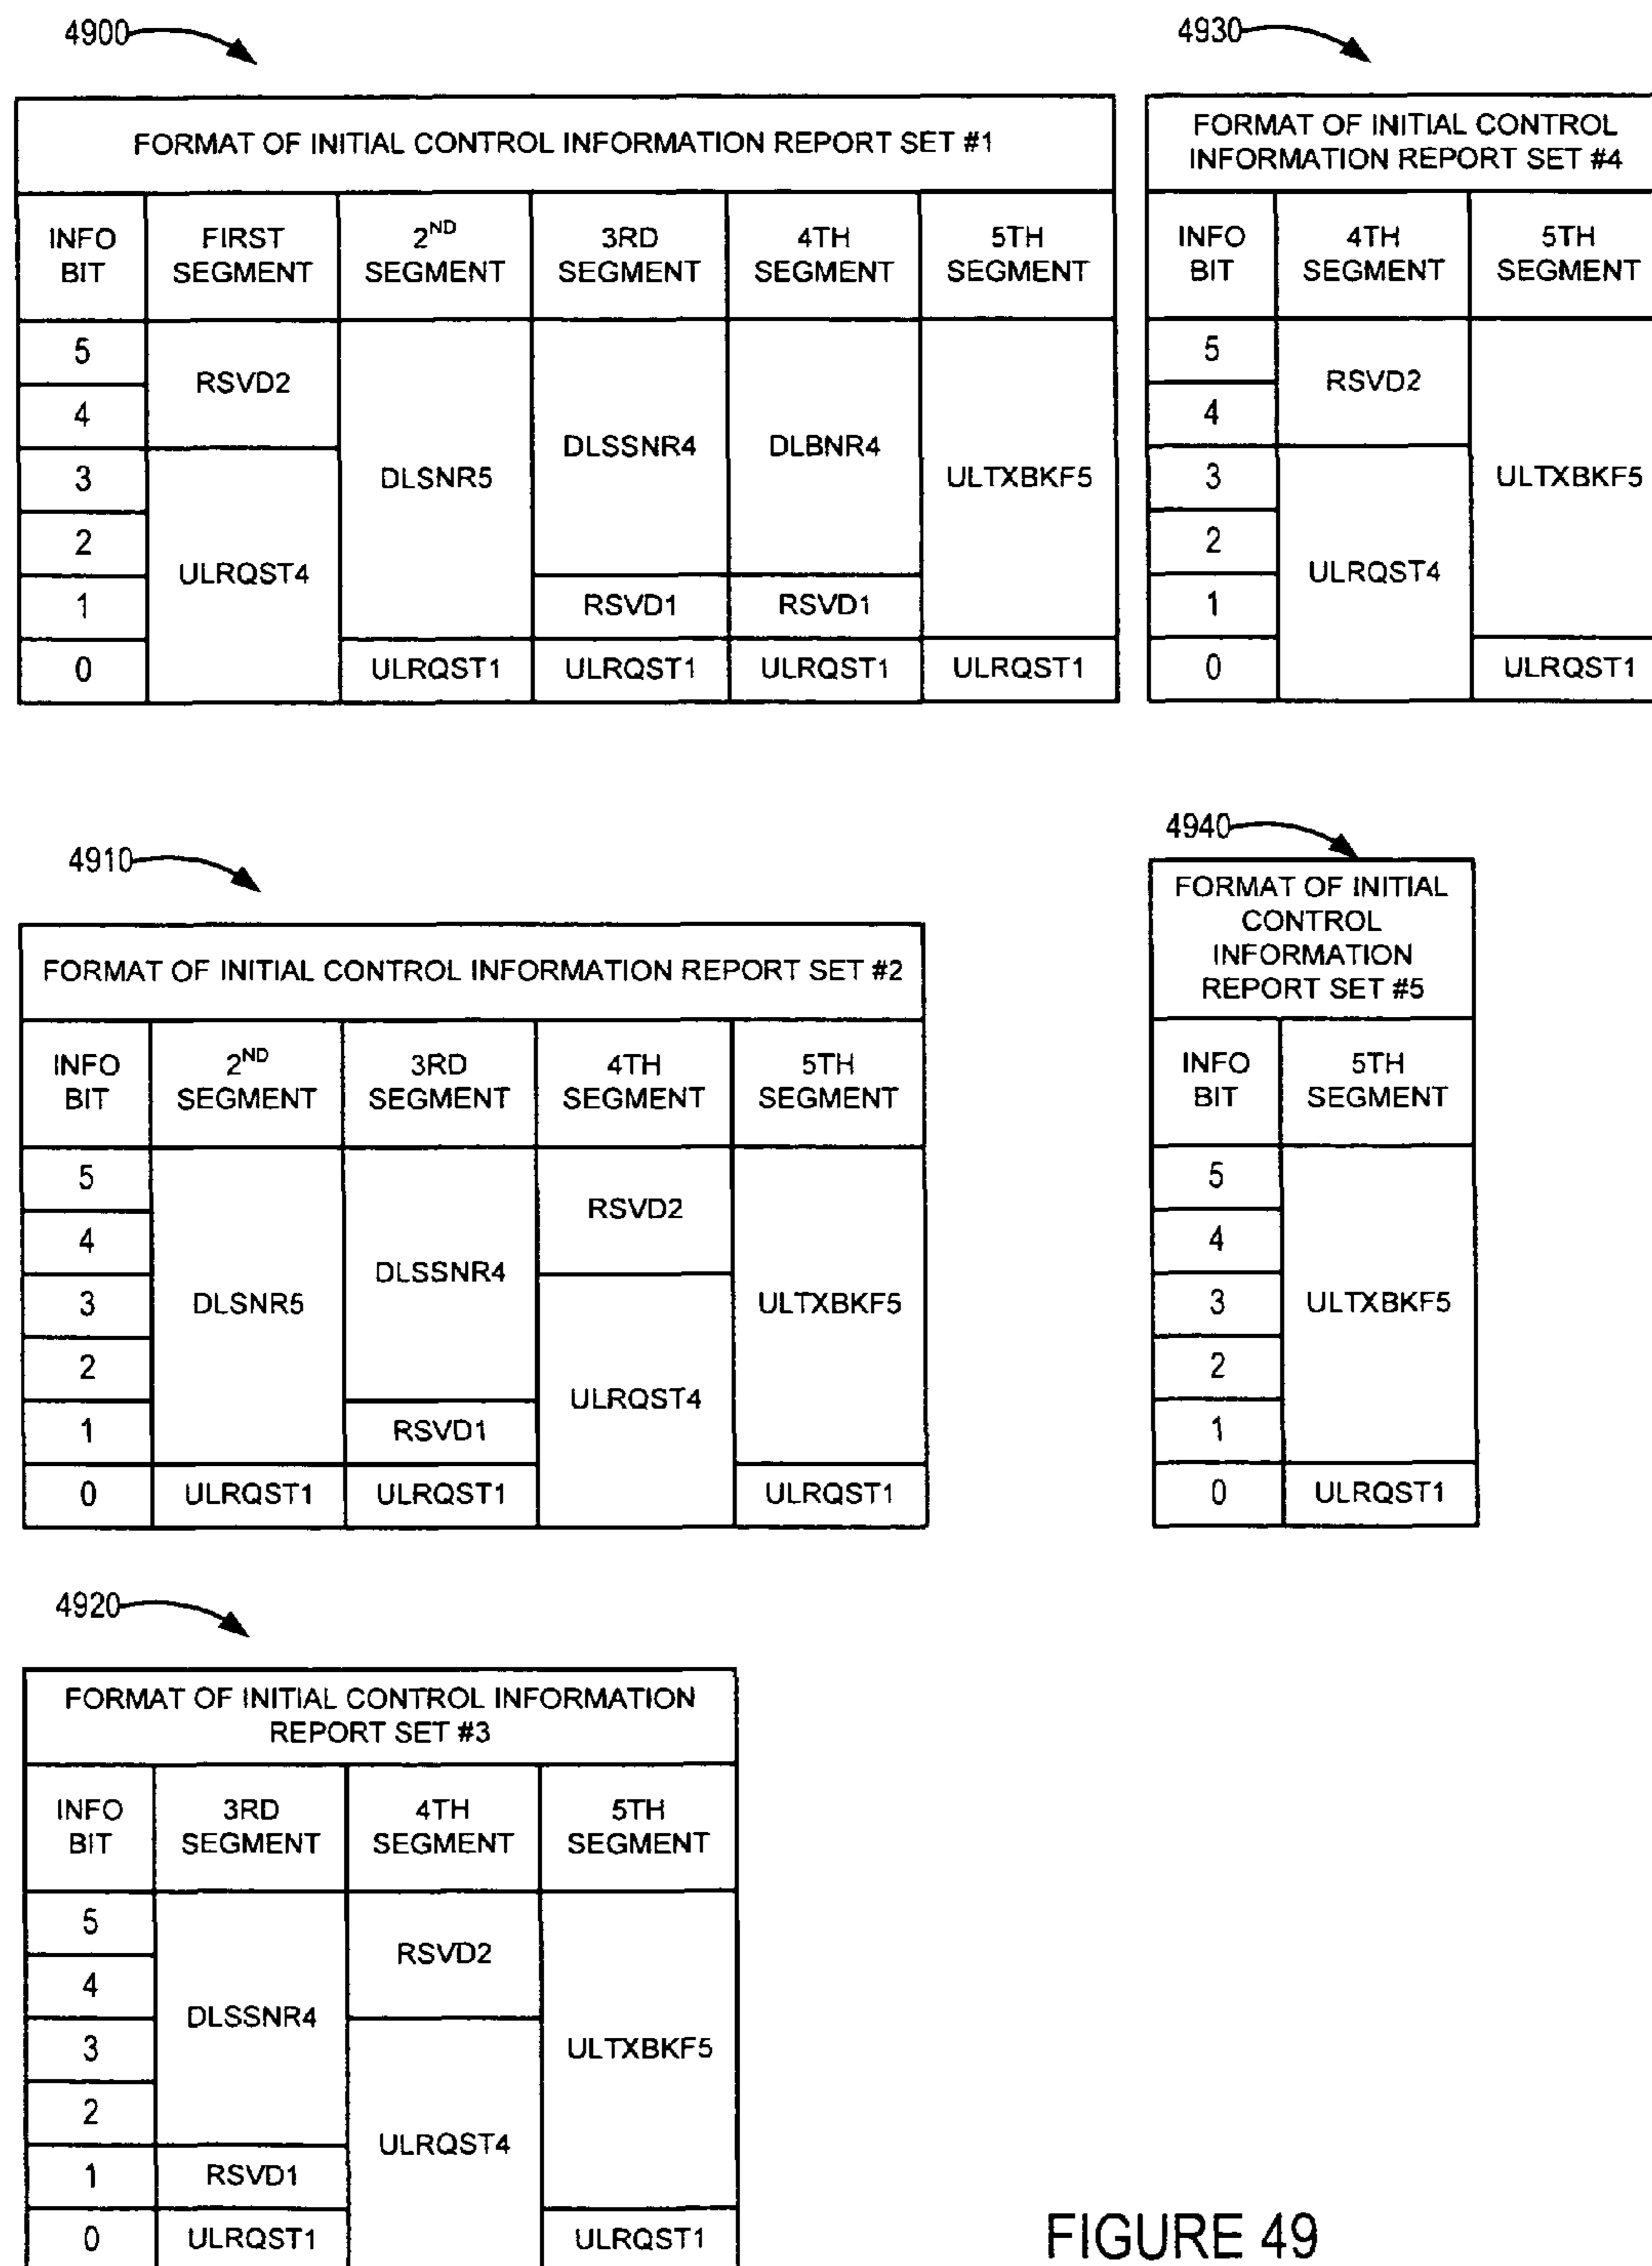 4900
FORMAT OF INITIAL CONTROL INFORMATION REPORT SET #1
INFO BIT FIRST SEGMENT 2ND SEGMENT 3RD SEGMENT 4TH SEGMENT 5TH SEGMENT
5
4
3
2
1
0
RSVD2
ULRQST4
DLSNR5
ULRQST1
DLSSNR4
RSVD1
ULRQST1
DLBNR4
RSVD1
ULRQST1
ULTXBKF5
ULRQST1
4930
FORMAT OF INITIAL CONTROL
INFORMATION REPORT SET #4
INFO BIT 4TH SEGMENT 5TH SEGMENT
5
4
3
2
1
0
RSVD2
ULRQST4
ULTXBKF5
ULRQST1
4910
FORMAT OF INITIAL CONTROL INFORMATION REPORT SET #2
INFO BIT 2ND SEGMENT 3RD SEGMENT 4TH SEGMENT 5TH SEGMENT
5
4
3
2
1
0
DLSNR5
ULRQST1
DLSSNR4
RSVD1
ULRQST1
RSVD2
ULRQST4
ULTXBKF5
ULRQST1
4940
FORMAT OF INITIAL
CONTROL
INFORMATION
REPORT SET #5
INFO BIT 5TH SEGMENT
5
4
3
2
1
0
ULTXBKF5
ULRQST1
4920
FORMAT OF INITIAL CONTROL INFORMATION
REPORT SET #3
INFO BIT 3RD SEGMENT 4TH SEGMENT 5TH SEGMENT
5
4
3
2
1
0
DLSSNR4
RSVD1
ULRQST1
RSVD2
ULRQST4
ULTXBKF5
ULRQST1
FIGURE 49